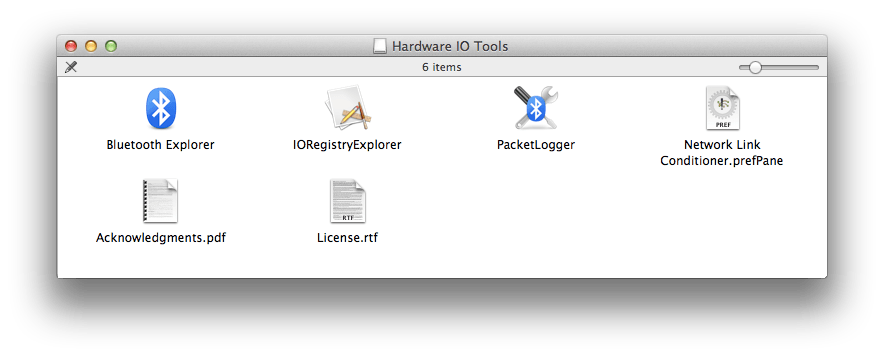 Hardware IO Tools
6 items
Bluetooth Explorer
IORegistryExplorer
PacketLogger
PREF
Network Link
Conditioner.prefPane
Acknowledgments.pdf
RTF
License.rtf